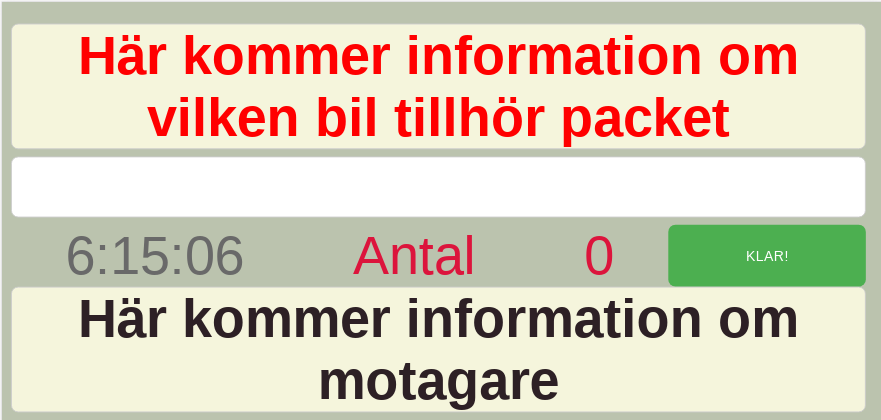 Här kommer information om
vilken bil tillhör packet
6:15:06 Antal 0 KLAR!
Här kommer information om
motagare